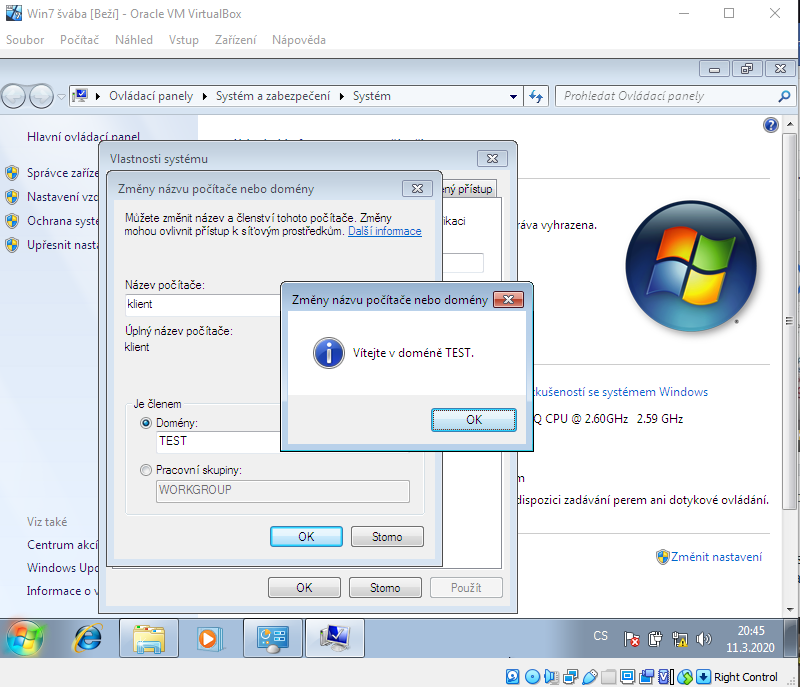 Win7 švába [Beží] - Oracle VM VirtualBox
Soubor Počítač Náhled Vstup Zařízení Nápověda
Ovládací panely Systém a zabezpečení Systém
Prohledat Ovládací panely
Hlavní ovládací panel
Správce zaříze
Nastavení vzd
Ochrana systé
Upřesnit nasta
Vlastnosti systému
ný přístup
ikaci
Změny názvu počítače nebo domény
Můžete změnit název a členství tohoto počítače. Změny
mohou ovlivnit přístup k síťovým prostředkům. Další informace
Název počítače:
klient
Úplný název počítače:
klient
Je členem
Domény:
TEST
Pracovní skupiny:
WORKGROUP
OK Storno
OK Storno Použít
Změny názvu počítače nebo domény
Vítejte v doméně TEST.
OK
ráva vyhrazena.
zkušeností se systémem Windows
Q CPU @ 2.60GHz 2.59 GHz
m
dispozici zadávání perem ani dotykové ovládání.
Změnit nastavení
Viz také
Centrum akcí
Windows Upd
Informace o v
CS
20:45
11.3.2020
Right Control